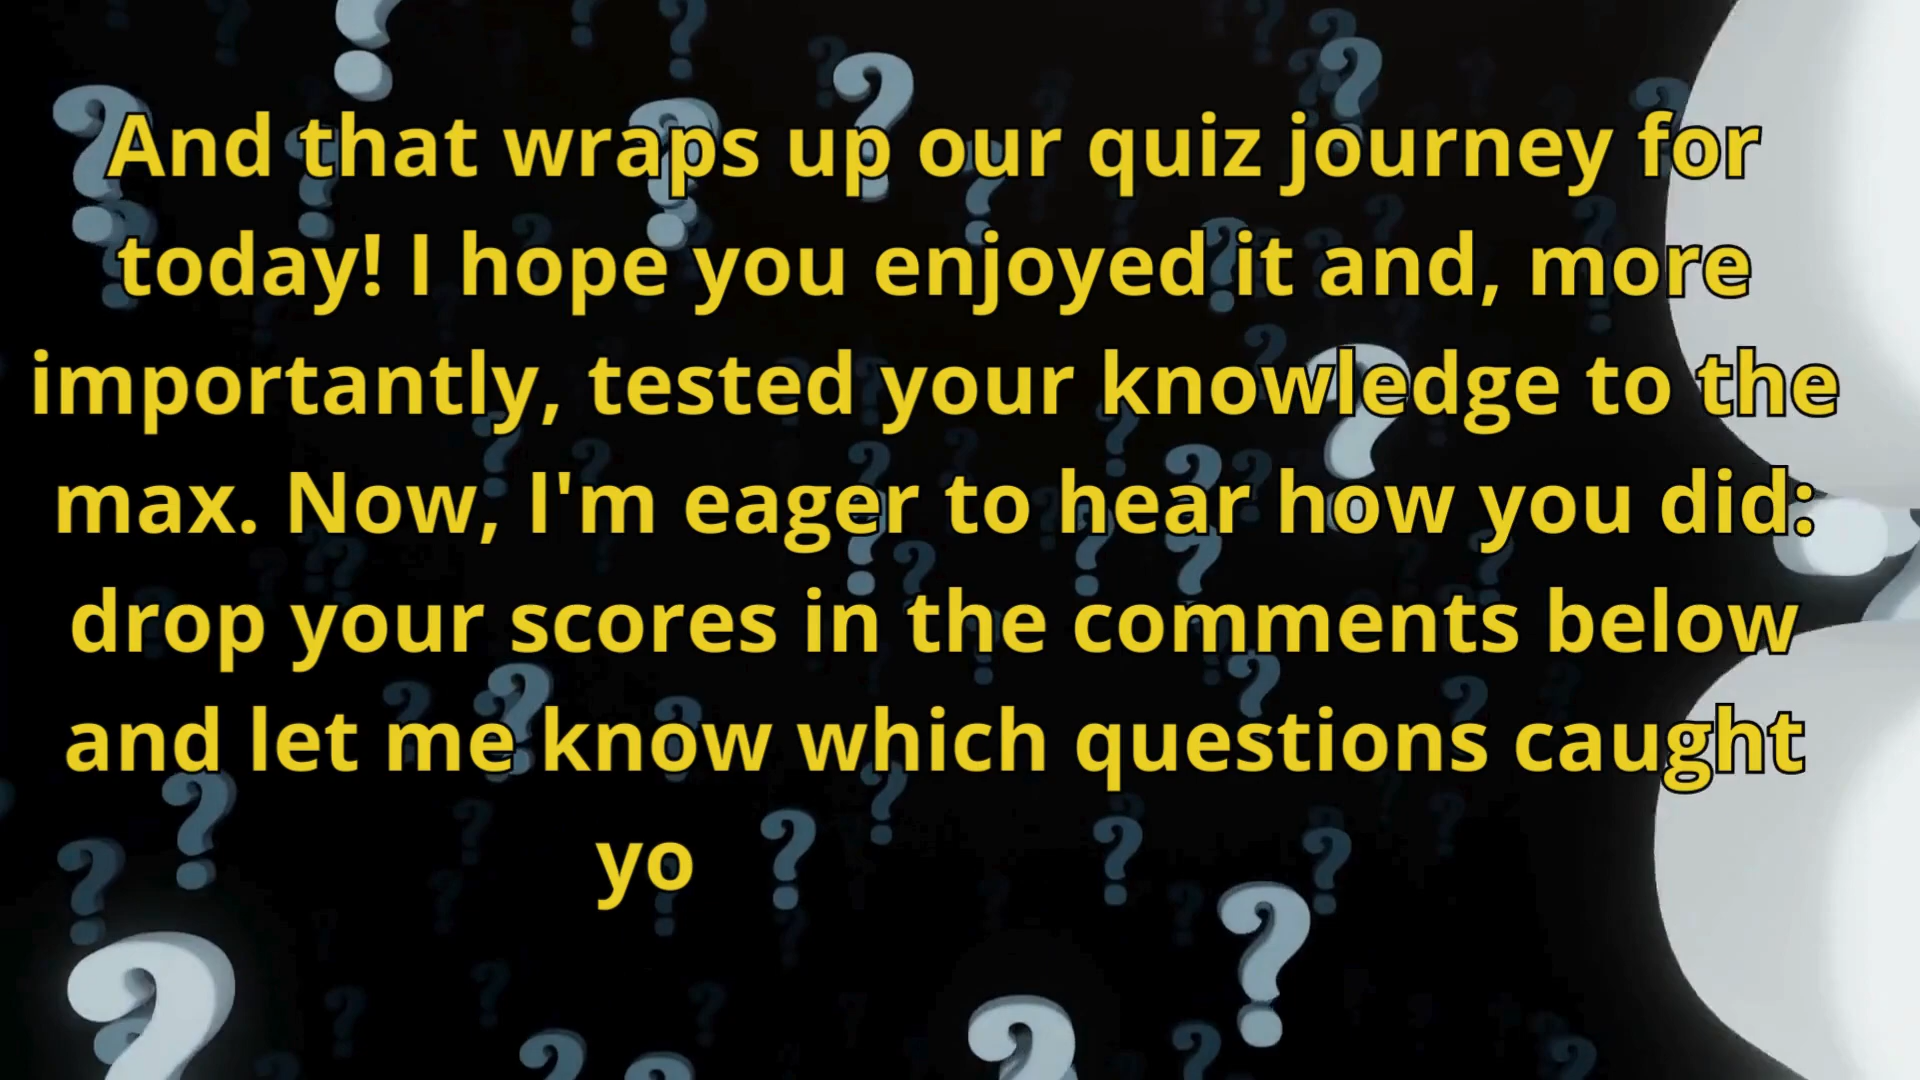 And that wraps up our quiz journey for
today! I hope you enjoyed it and, more
importantly, tested your knowledge to the
max. Now, I'm eager to hear how you did:
drop your scores in the comments below
and let me know which questions caught
yo